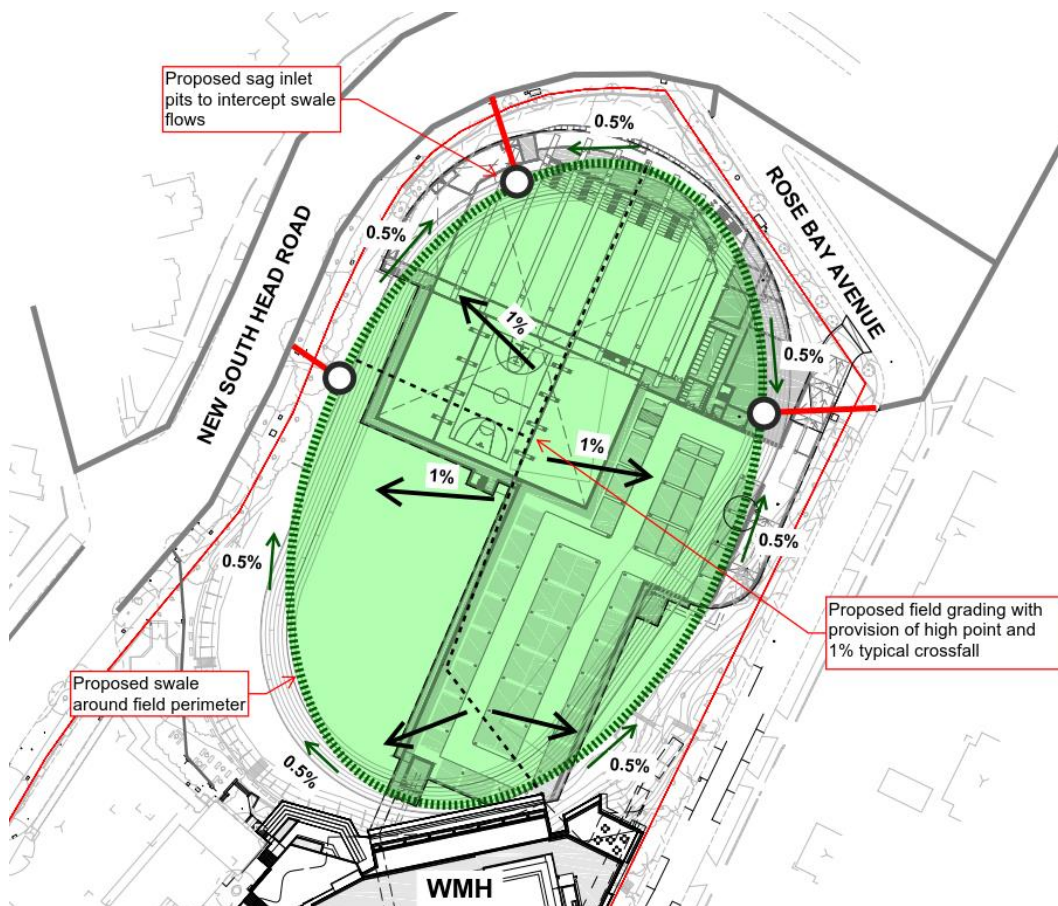 Proposed sag inlet
pits to intercept swale
flows
0.5%
ROSE BAY AVENUE
NEW SOUTH HEAD ROAD
0.5%
1%
0.5%
1%
1%
0.5%
0.5%
Proposed field grading with
provision of high point and
1% typical crossfall
Proposed swale
around field perimeter
0.5%
0.5%
WMH